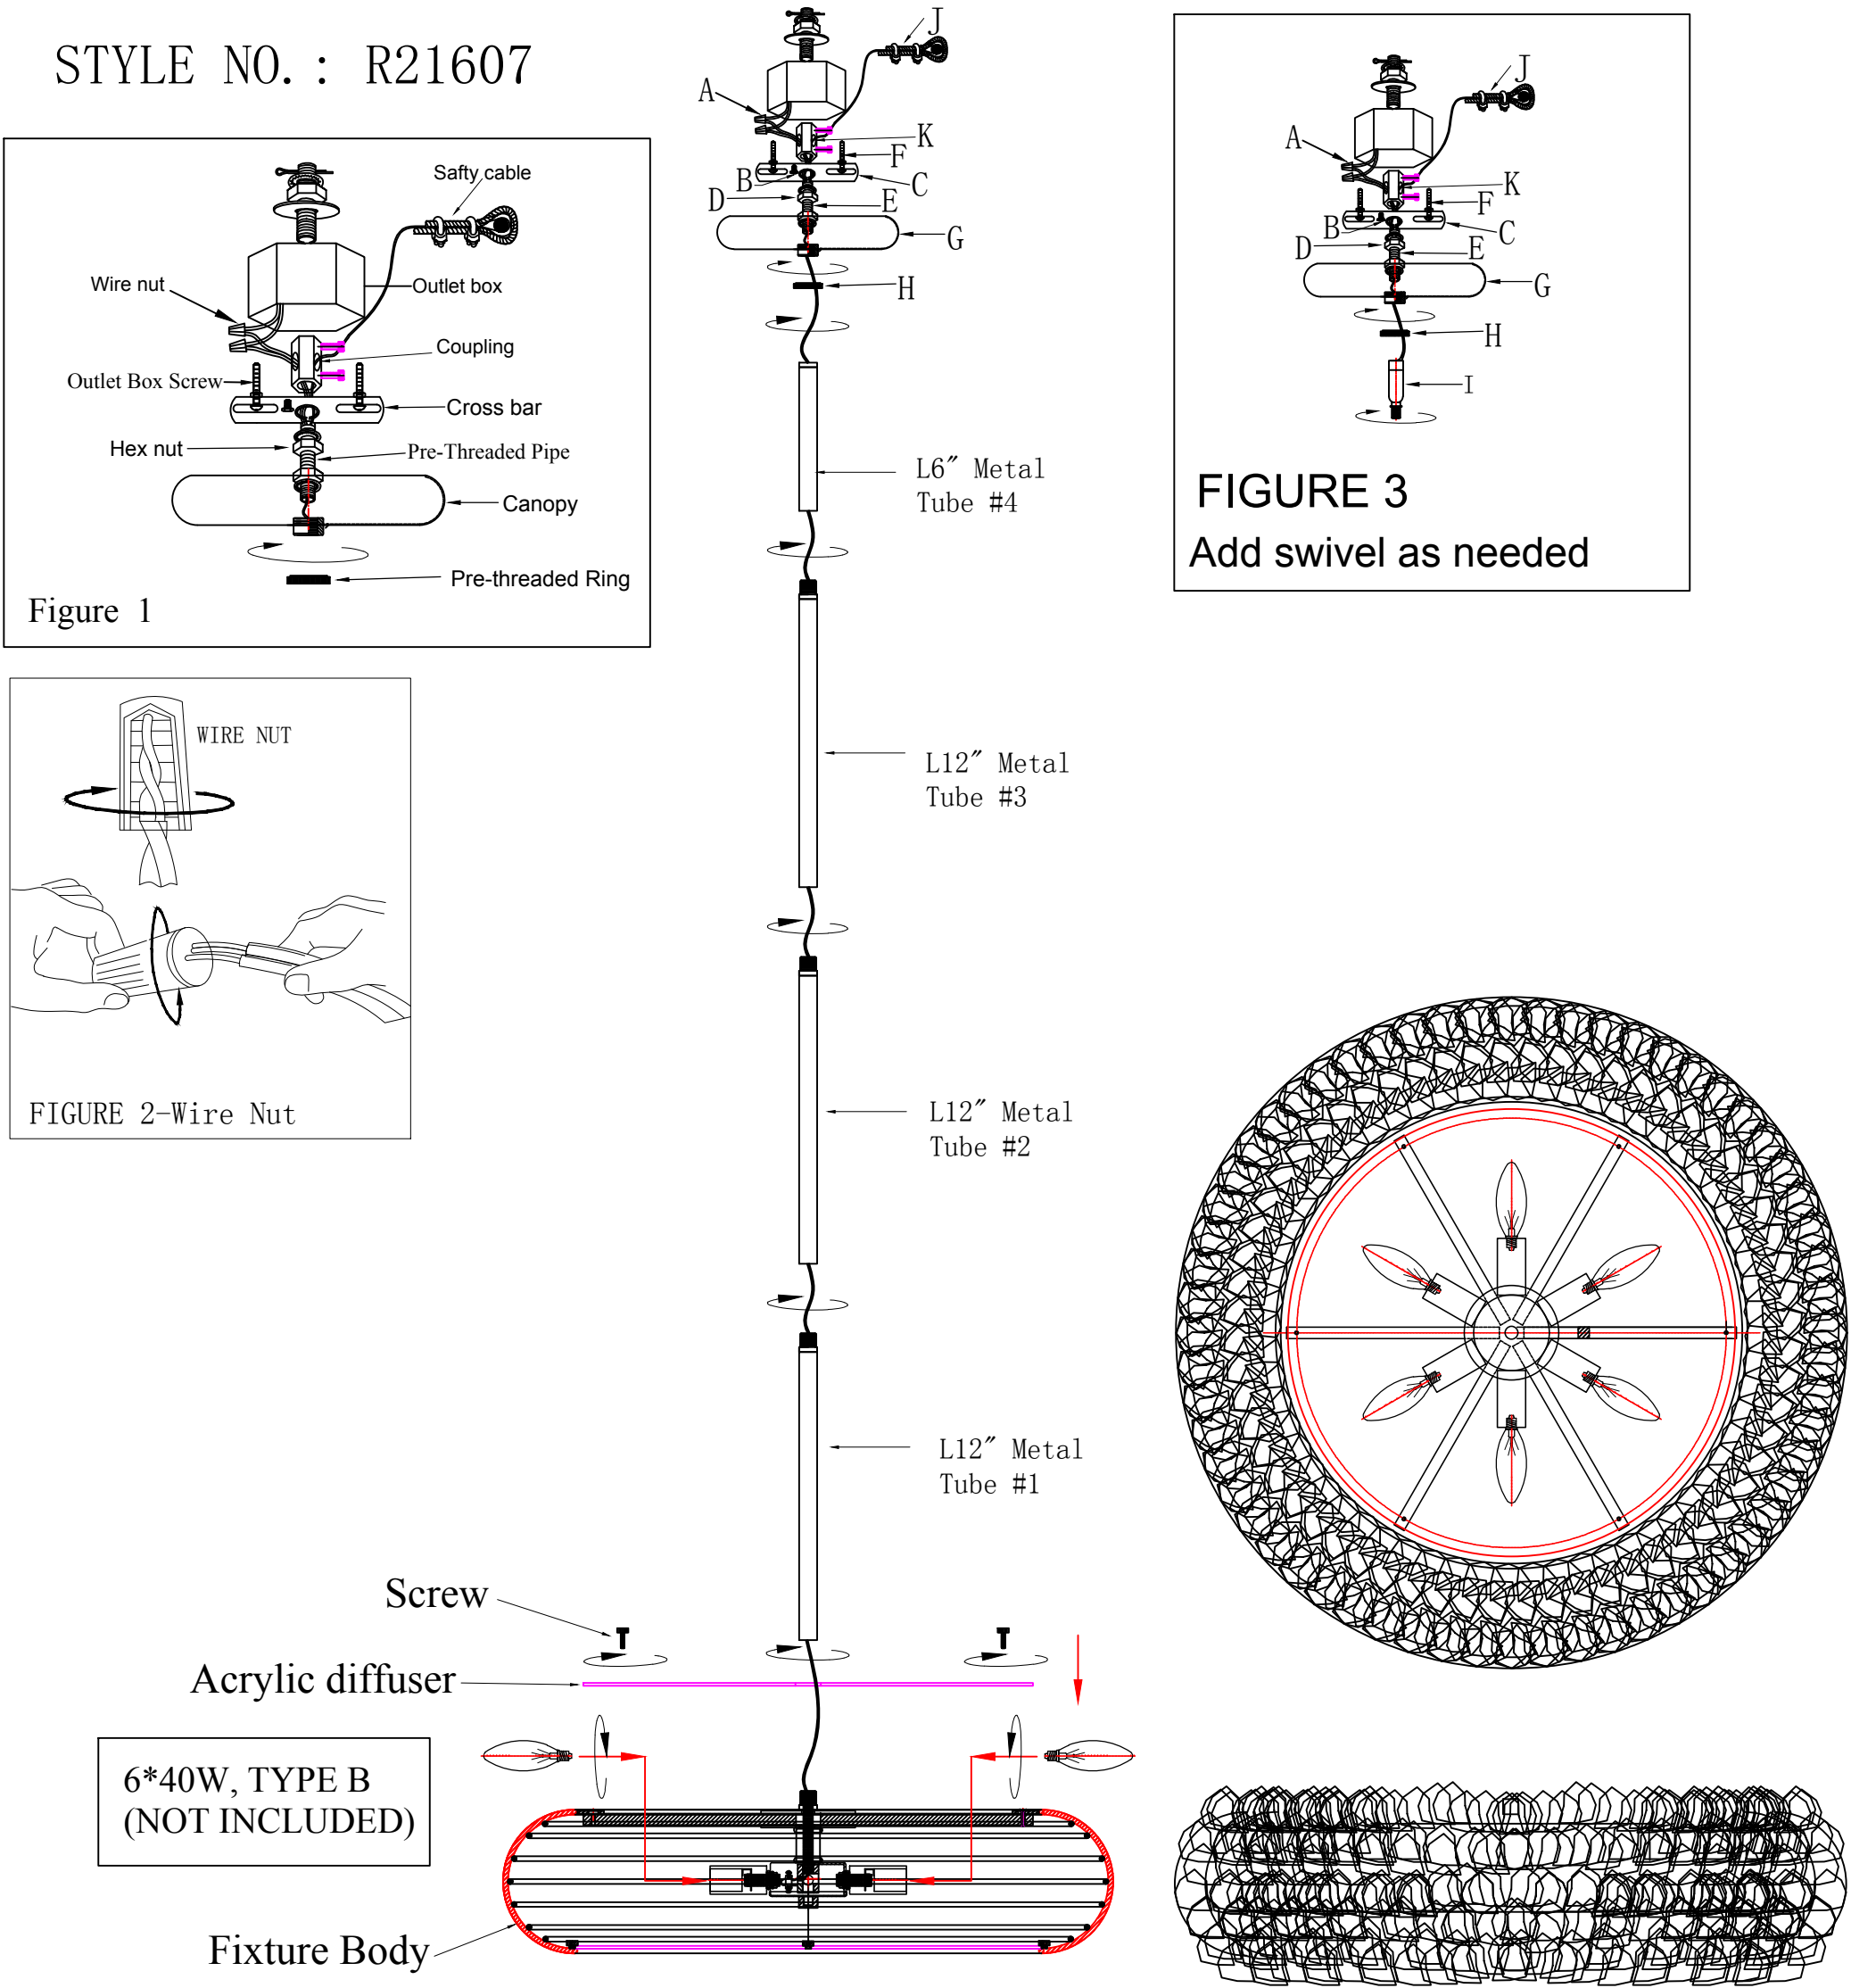 STYLE NO.: R21607
Safty cable
Wire nut
Outlet box
Coupling
Outlet Box Screw
Cross bar
Hex nut
Pre-Threaded Pipe
Canopy
Pre-threaded Ring
Figure 1
WIRE NUT
FIGURE 2-Wire Nut
J
A
K
F
B
C
D
E
G
H
L6" Metal
Tube #4
L12" Metal
Tube #3
L12" Metal
Tube #2
L12" Metal
Tube #1
J
A
K
F
B
C
D
E
G
H
I
FIGURE 3
Add swivel as needed
Screw
Acrylic diffuser
6*40W, TYPE B
(NOT INCLUDED)
Fixture Body